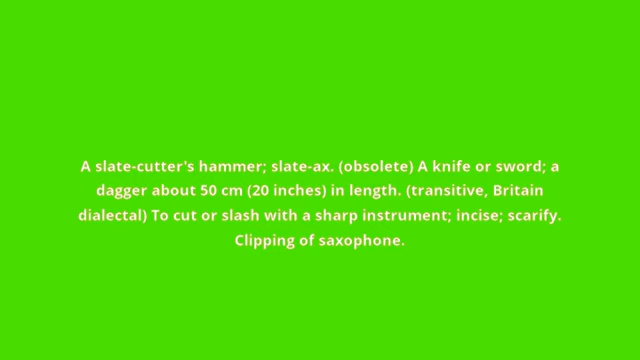 A slate-cutter's hammer; slate-ax. (obsolete) A knife or sword; a
dagger about 50 cm (20 inches) in length. (transitive, Britain
dialectal) To cut or slash with a sharp instrument; incise; scarify.
Clipping of saxophone.